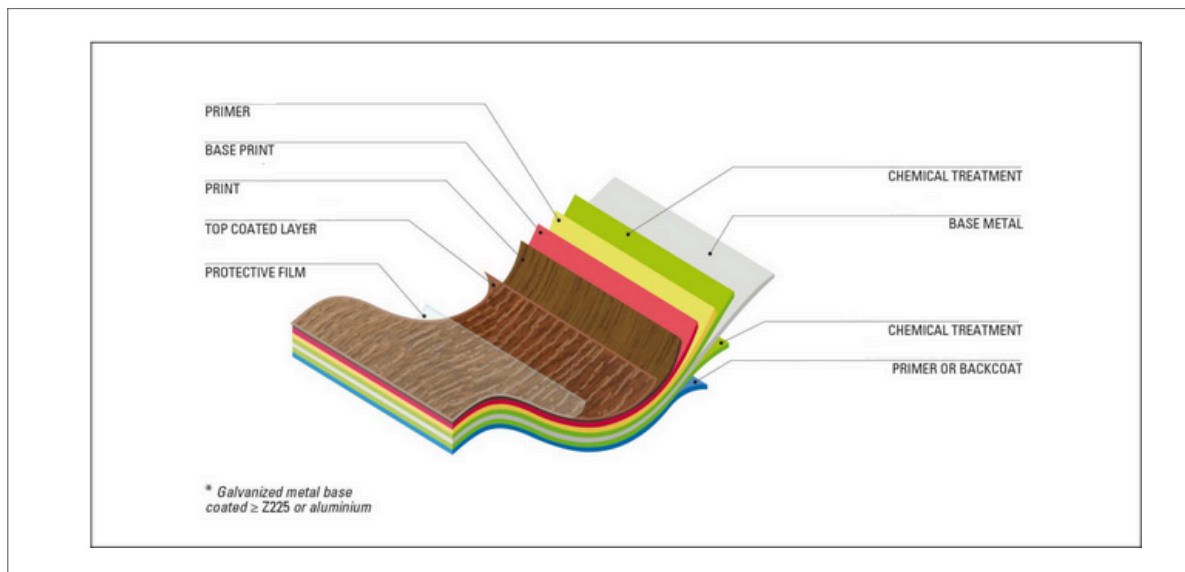 PRIMER
BASE PRINT
PRINT
TOP COATED LAYER
PROTECTIVE FILM
CHEMICAL TREATMENT
BASE METAL
CHEMICAL TREATMENT
PRIMER OR BACKCOAT
* Galvanized metal base
coated ≥ Z225 or aluminium